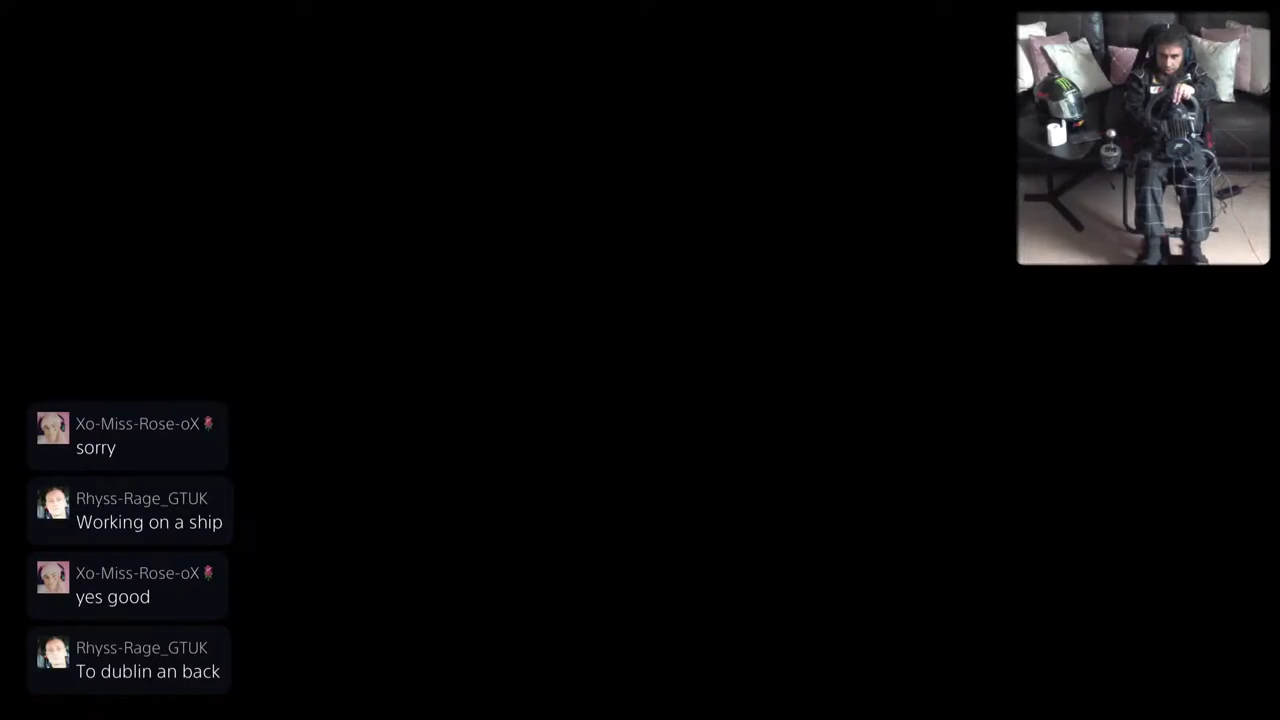 Xo-Miss-Rose-oX🌹
sorry
Rhyss-Rage_GTUK
Working on a ship
Xo-Miss-Rose-oX🌹
yes good
Rhyss-Rage_GTUK
To dublin an back